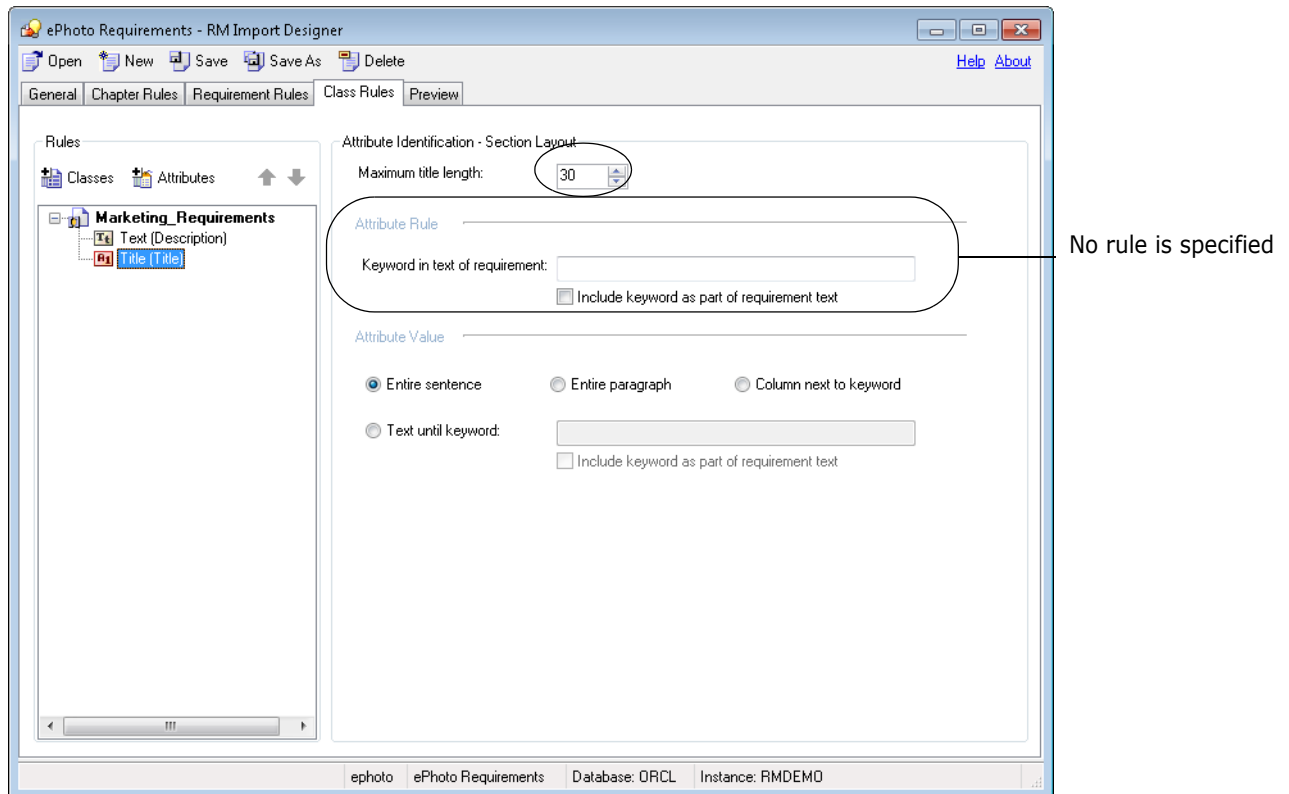 ePhoto Requirements - RM Import Designer
Open New Save Save As Delete Help About
General Chapter Rules Requirement Rules Class Rules Preview
Rules
Classes Attributes
Marketing_Requirements
Text (Description)
Title (Title)
Attribute Identification - Section Layout
Maximum title length: 30
Attribute Rule
Keyword in text of requirement:
Include keyword as part of requirement text
Attribute Value
Entire sentence Entire paragraph Column next to keyword
Text until keyword:
Include keyword as part of requirement text
No rule is specified
ephoto ePhoto Requirements Database: ORCL Instance: RMDEMO